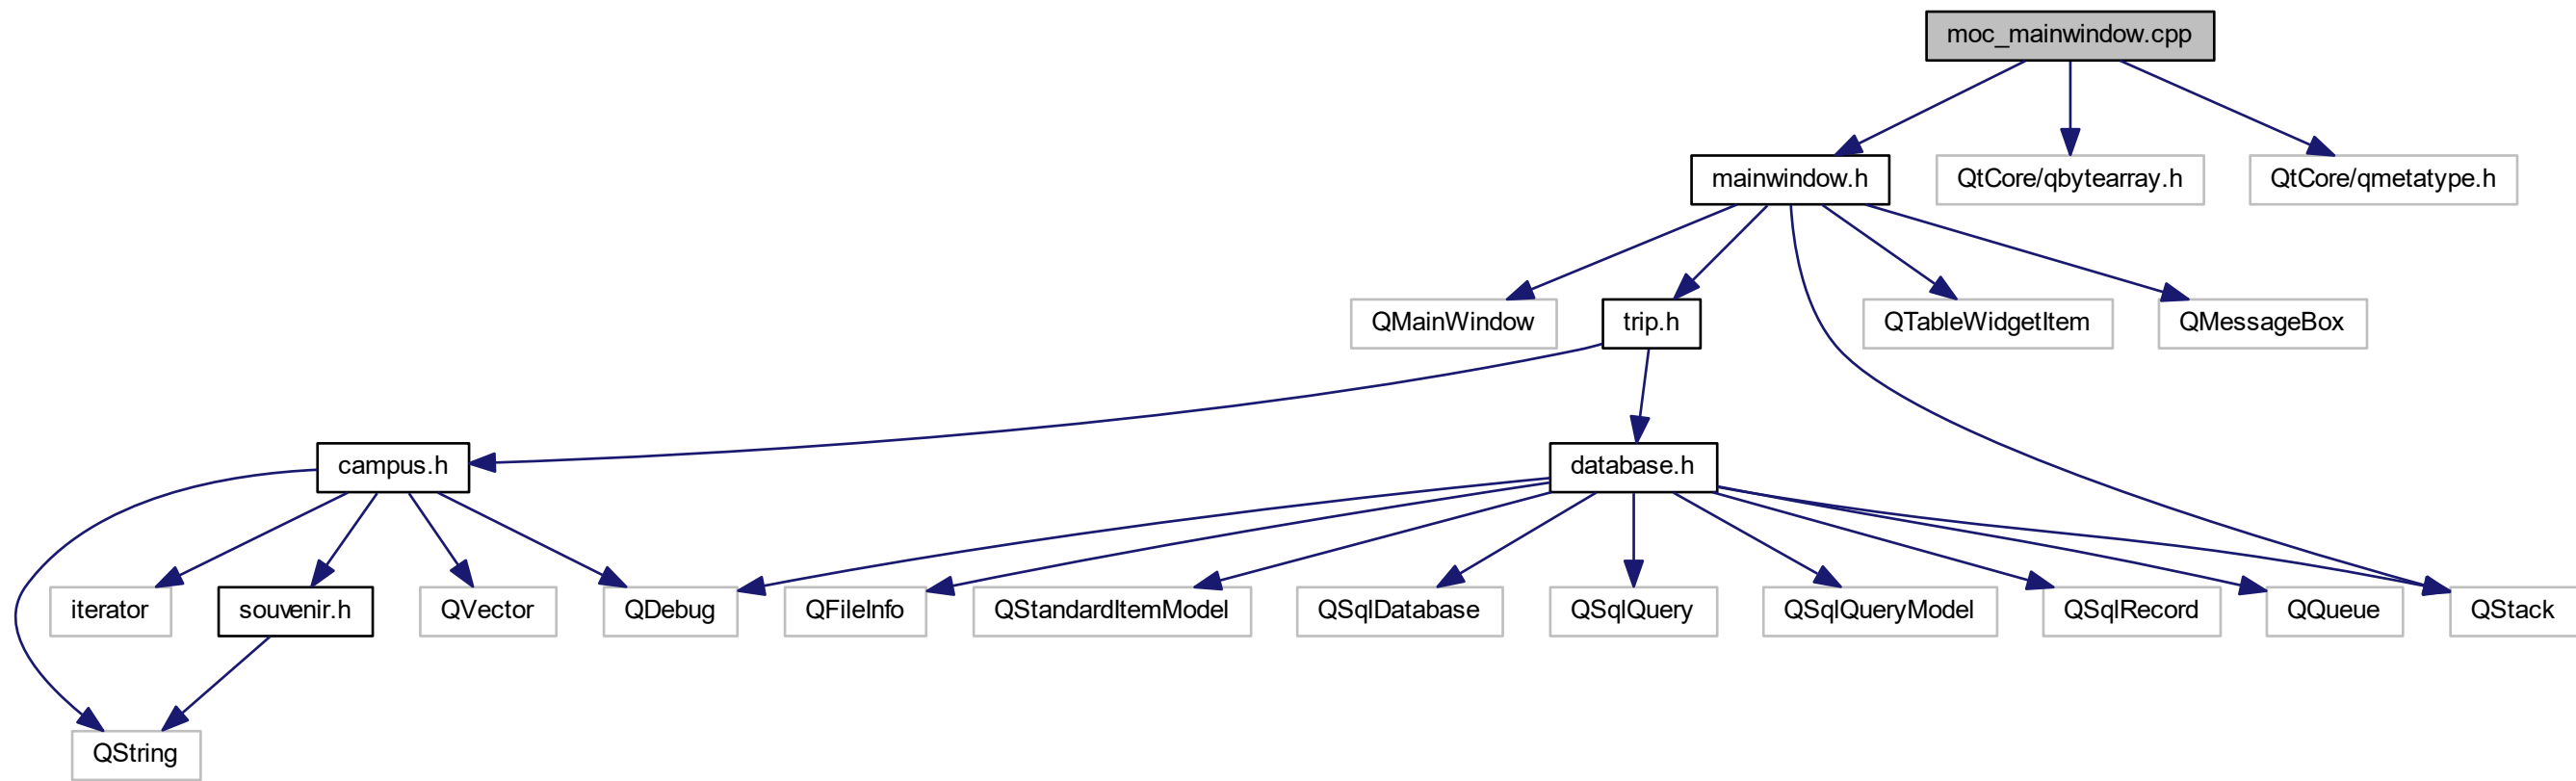 moc_mainwindow.cpp
mainwindow.h
QtCore/qbytearray.h
QtCore/qmetatype.h
QMainWindow
trip.h
QTableWidgetItem
QMessageBox
campus.h
database.h
iterator
souvenir.h
QVector
QDebug
QFileInfo
QStandardItemModel
QSqlDatabase
QSqlQuery
QSqlQueryModel
QSqlRecord
QQueue
QStack
QString